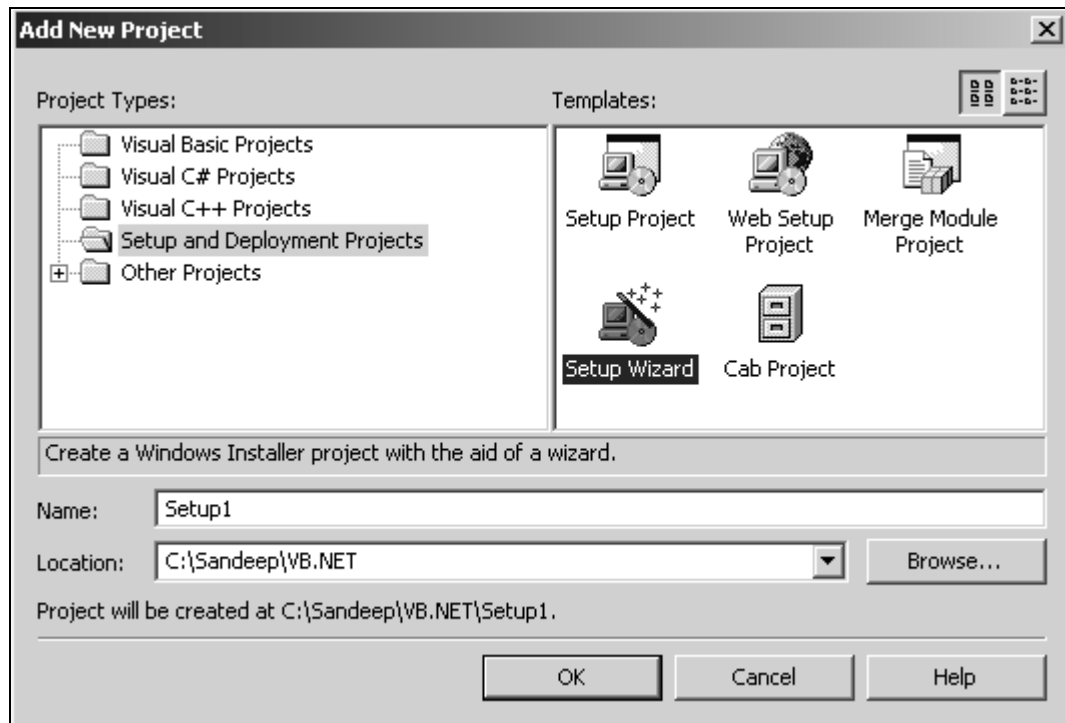 Add New Project
Project Types:
Templates:
Visual Basic Projects
Visual C# Projects
Visual C++ Projects
Setup and Deployment Projects
Other Projects
Setup Project
Web Setup
Project
Merge Module
Project
Setup Wizard
Cab Project
Create a Windows Installer project with the aid of a wizard.
Name:
Setup1
Location:
C:\Sandeep\VB.NET
Browse...
Project will be created at C:\Sandeep\VB.NET\Setup1.
OK
Cancel
Help